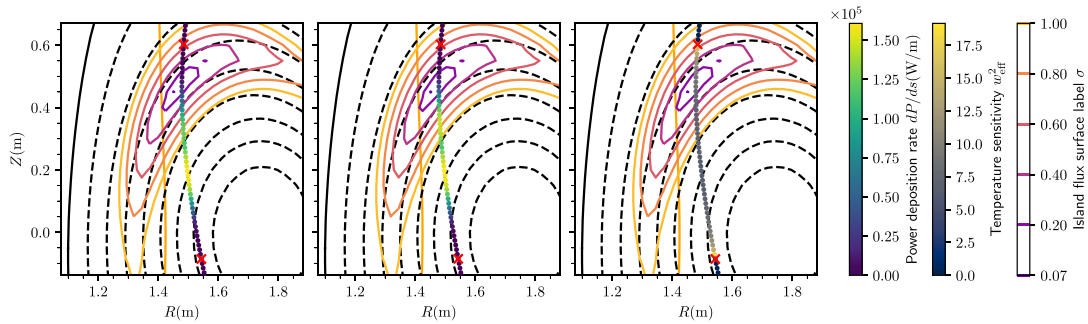 ×10⁵
0.6
0.4
0.2
0.0
Z(m)
1.2 1.4 1.6 1.8
R(m)
1.2 1.4 1.6 1.8
R(m)
1.2 1.4 1.6 1.8
R(m)
1.50
1.25
1.00
0.75
0.50
0.25
0.00
Power deposition rate dP/ds(W/m)
17.5
15.0
12.5
10.0
7.5
5.0
2.5
0.0
Temperature sensitivity w²eff
1.00
0.80
0.60
0.40
0.20
0.07
Island flux surface label σ